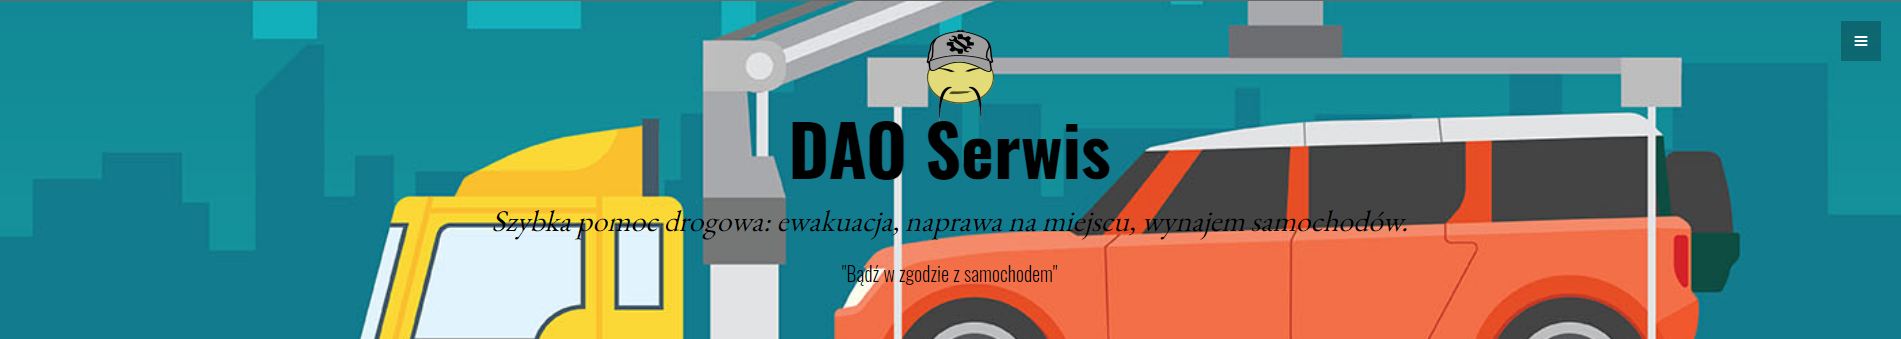 DAO Serwis
Szybka pomoc drogowa: ewakuacja, naprawa na miejscu, wynajem samochodów.
"Bądź w zgodzie z samochodem"